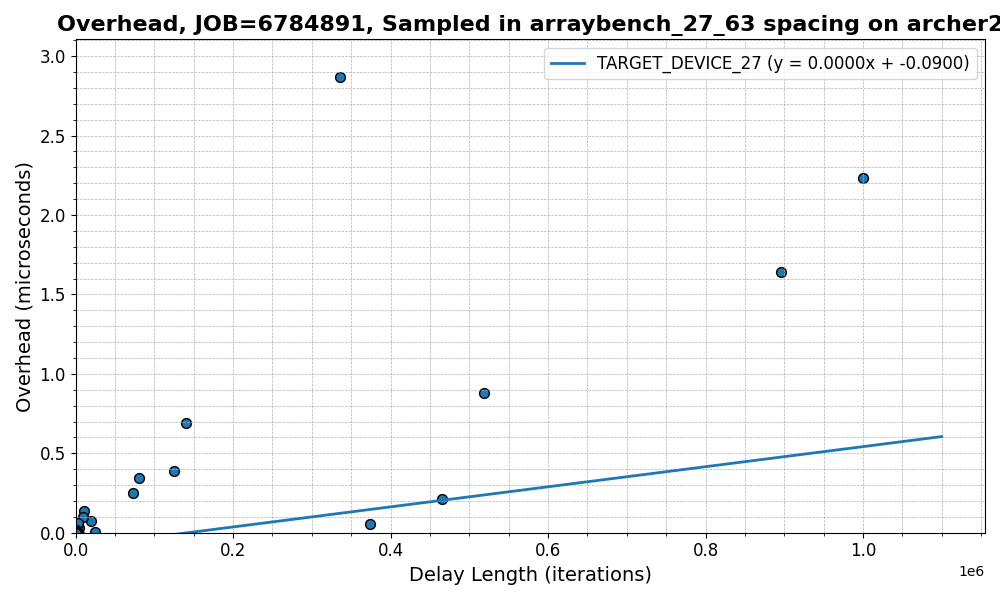 Overhead, JOB=6784891, Sampled in arraybench_27_63 spacing on archer2
TARGET_DEVICE_27 (y = 0.0000x + -0.0900)
Overhead (microseconds)
3.0
2.5
2.0
1.5
1.0
0.5
0.0
0.0 0.2 0.4 0.6 0.8 1.0
1e6
Delay Length (iterations)